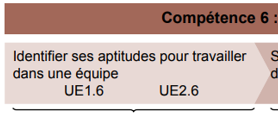 Compétence 6 :
Identifier ses aptitudes pour travailler
dans une équipe
UE1.6 UE2.6
S
d